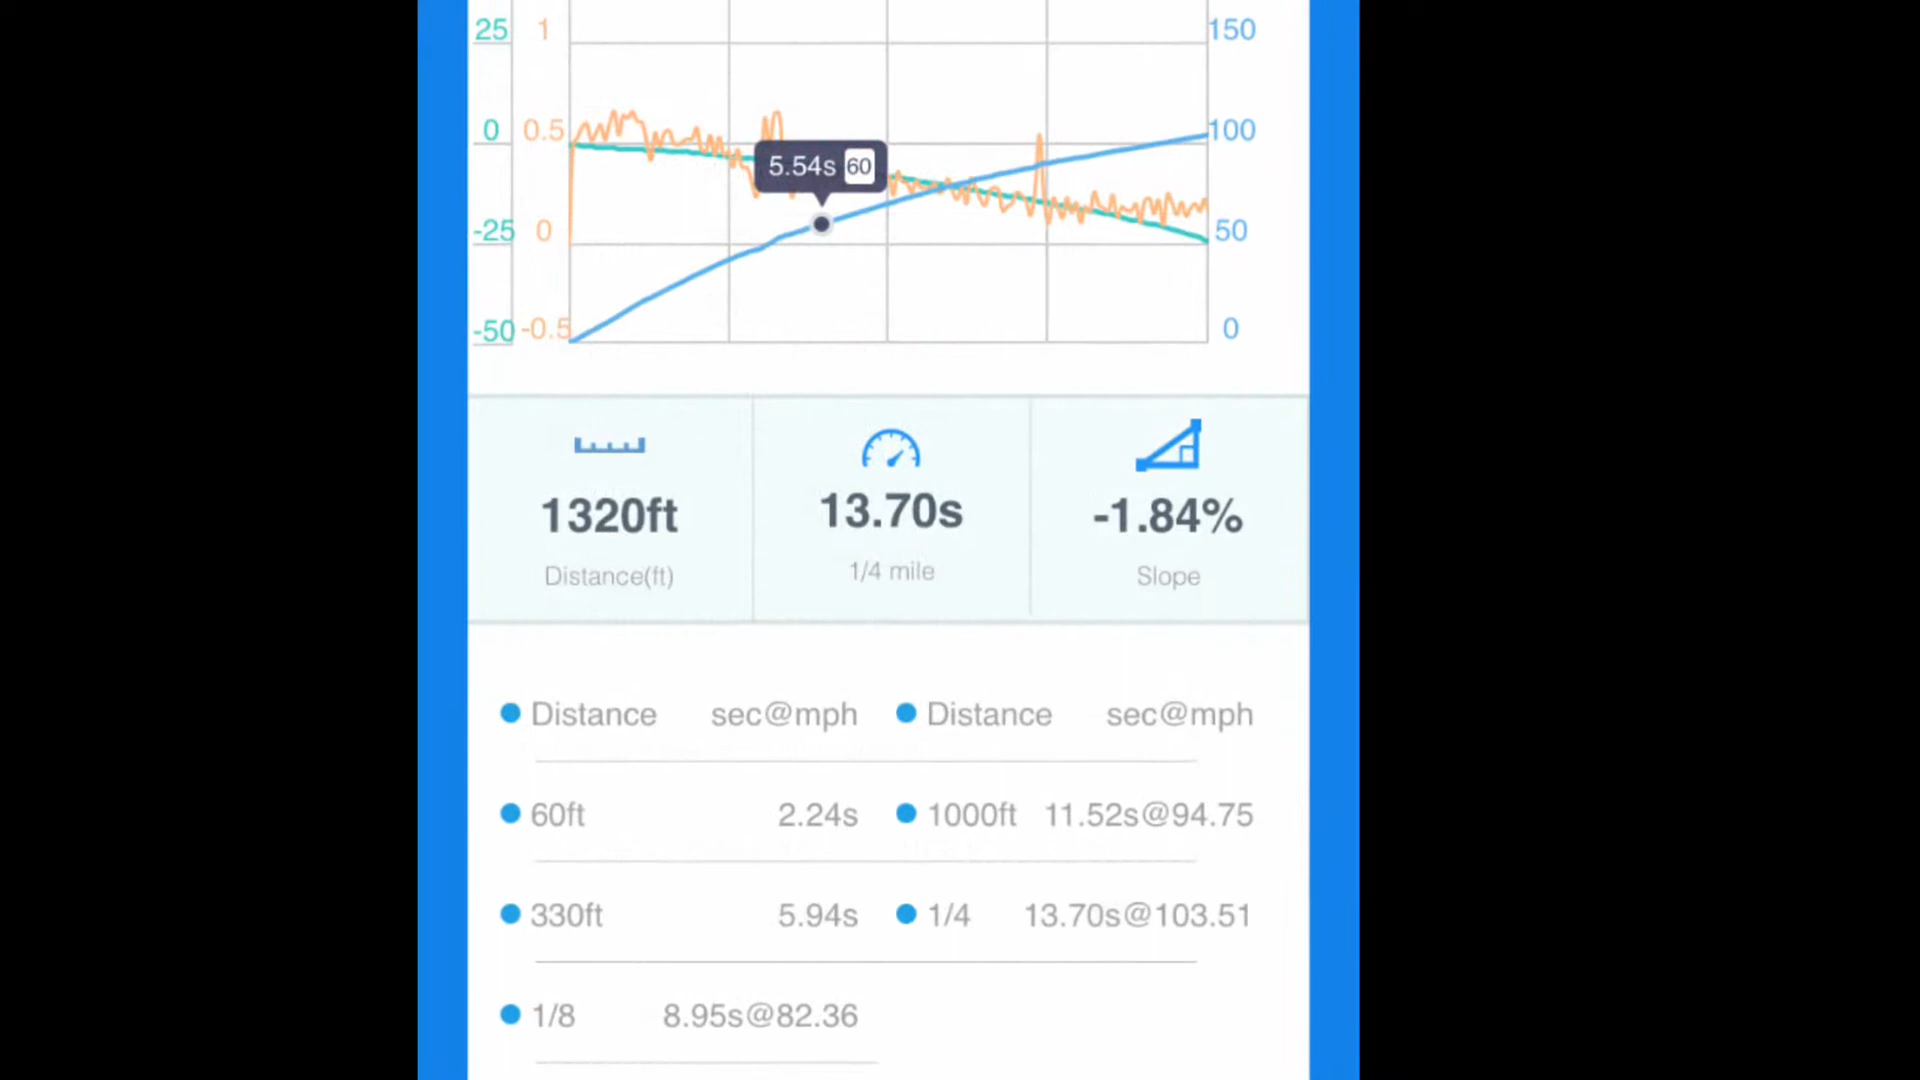 25 1 150
0 0.5 100
5.54s 60
-25 0 50
-50 -0.5 0
1320ft 13.70s -1.84%
Distance(ft) 1/4 mile Slope
Distance sec@mph Distance sec@mph
60ft 2.24s 1000ft 11.52s@94.75
330ft 5.94s 1/4 13.70s@103.51
1/8 8.95s@82.36